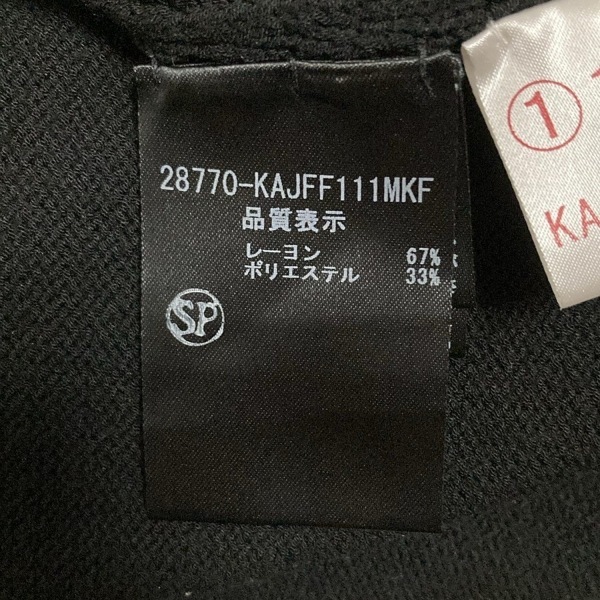 28770-KAJFF111MKF
品質表示
レーヨン 67%
ポリエステル 33%
SP
①
KA